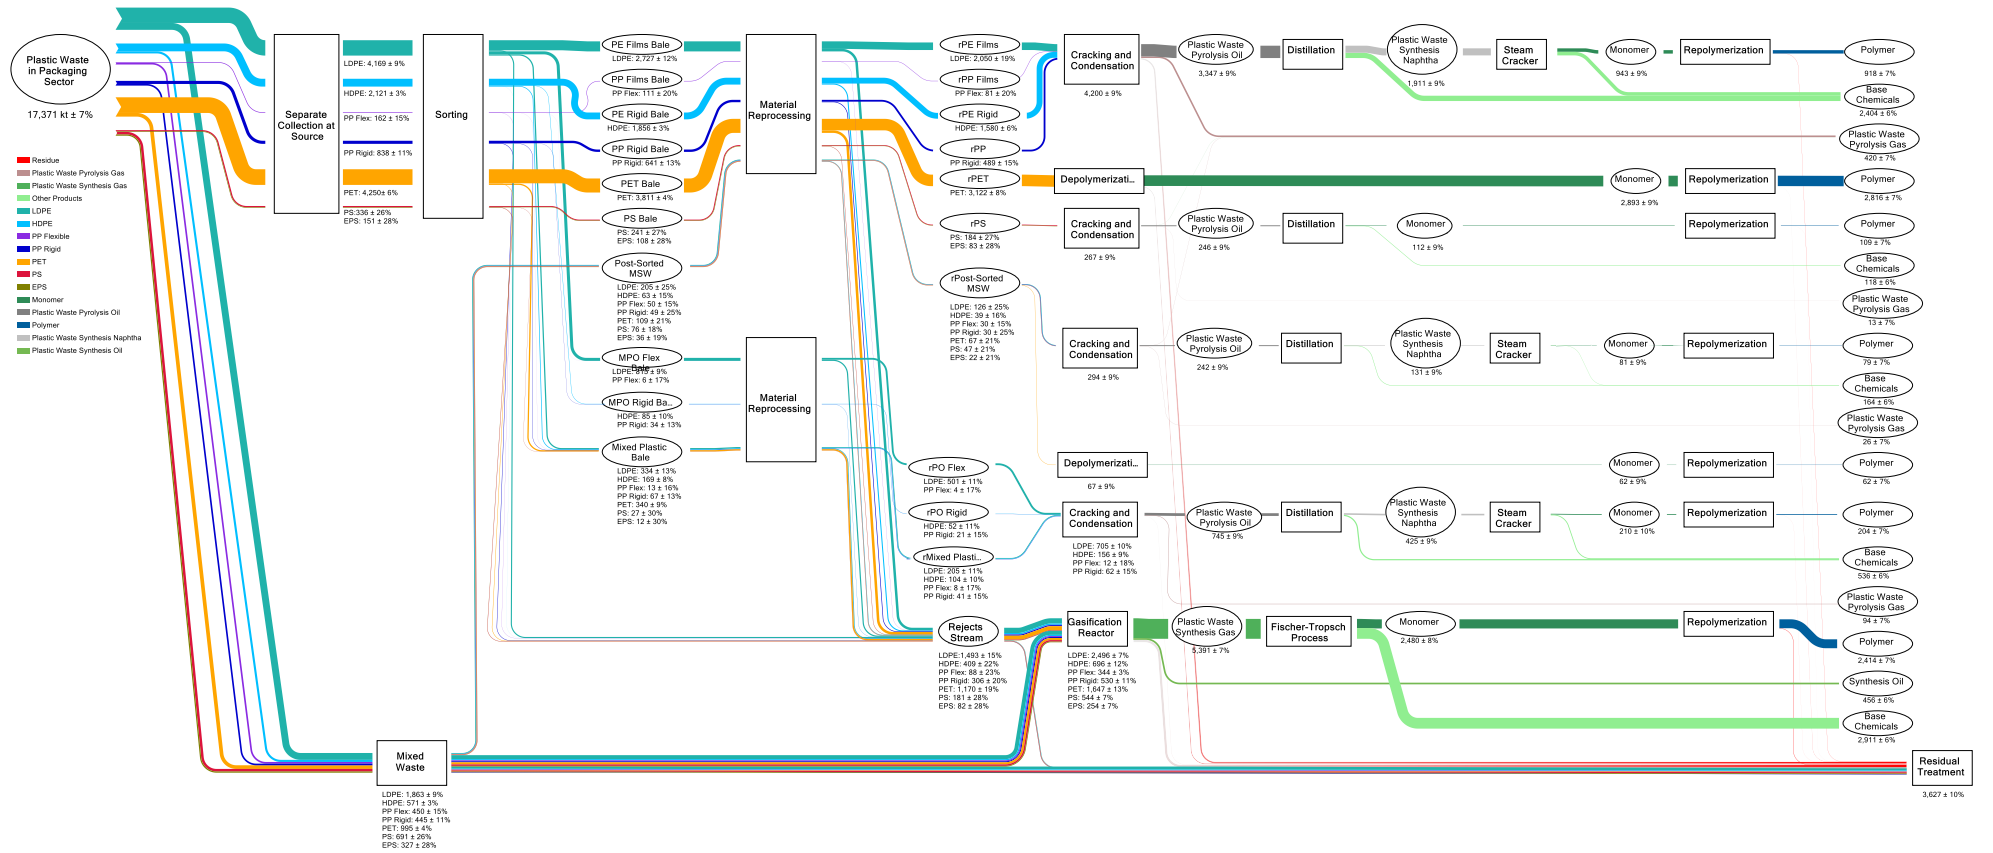 Plastic Waste
in Packaging
Sector
17,371 kt ± 7%
Residue
Plastic Waste Pyrolysis Gas
Plastic Waste Synthesis Gas
Other Products
LDPE
HDPE
PP Flexible
PP Rigid
PET
PS
EPS
Monomer
Plastic Waste Pyrolysis Oil
Polymer
Plastic Waste Synthesis Naphtha
Plastic Waste Synthesis Oil
Separate
Collection at
Source
LDPE: 4,169 ± 9%
HDPE: 2,121 ± 3%
PP Flex: 162 ± 15%
PP Rigid: 838 ± 11%
PET: 4,250± 6%
PS:336 ± 26%
EPS: 151 ± 28%
Mixed
Waste
LDPE: 1,863 ± 9%
HDPE: 571 ± 3%
PP Flex: 450 ± 15%
PP Rigid: 445 ± 11%
PET: 995 ± 4%
PS: 691 ± 26%
EPS: 327 ± 28%
Sorting
PE Films Bale
LDPE: 2,727 ± 12%
PP Films Bale
PP Flex: 111 ± 20%
PE Rigid Bale
HDPE: 1,856 ± 3%
PP Rigid Bale
PP Rigid: 641 ± 13%
PET Bale
PET: 3,811 ± 4%
PS Bale
PS: 241 ± 27%
EPS: 108 ± 28%
Post-Sorted
MSW
LDPE: 205 ± 25%
HDPE: 63 ± 15%
PP Flex: 50 ± 15%
PP Rigid: 49 ± 25%
PET: 109 ± 21%
PS: 76 ± 18%
EPS: 36 ± 19%
MPO Flex
Bale
LDPE: 815 ± 9%
PP Flex: 6 ± 17%
MPO Rigid Ba...
HDPE: 85 ± 10%
PP Rigid: 34 ± 13%
Mixed Plastic
Bale
LDPE: 334 ± 13%
HDPE: 169 ± 8%
PP Flex: 13 ± 16%
PP Rigid: 67 ± 13%
PET: 340 ± 9%
PS: 27 ± 30%
EPS: 12 ± 30%
Material
Reprocessing
Material
Reprocessing
rPE Films
LDPE: 2,050 ± 19%
rPP Films
PP Flex: 81 ± 20%
rPE Rigid
HDPE: 1,580 ± 6%
rPP
PP Rigid: 489 ± 15%
rPET
PET: 3,122 ± 8%
rPS
PS: 184 ± 27%
EPS: 83 ± 28%
rPost-Sorted
MSW
LDPE: 126 ± 25%
HDPE: 39 ± 16%
PP Flex: 30 ± 15%
PP Rigid: 30 ± 25%
PET: 67 ± 21%
PS: 47 ± 21%
EPS: 22 ± 21%
rPO Flex
LDPE: 501 ± 11%
PP Flex: 4 ± 17%
rPO Rigid
HDPE: 52 ± 11%
PP Rigid: 21 ± 15%
rMixed Plasti...
LDPE: 205 ± 11%
HDPE: 104 ± 10%
PP Flex: 8 ± 17%
PP Rigid: 41 ± 15%
Rejects
Stream
LDPE:1,493 ± 15%
HDPE: 409 ± 22%
PP Flex: 88 ± 23%
PP Rigid: 306 ± 20%
PET: 1,170 ± 19%
PS: 181 ± 28%
EPS: 82 ± 28%
Cracking and
Condensation
4,200 ± 9%
Plastic Waste
Pyrolysis Oil
3,347 ± 9%
Distillation
Plastic Waste
Synthesis
Naphtha
1,911 ± 9%
Steam
Cracker
Monomer
943 ± 9%
Repolymerization
Polymer
918 ± 7%
Base
Chemicals
2,404 ± 6%
Plastic Waste
Pyrolysis Gas
420 ± 7%
Depolymerizati...
Monomer
2,893 ± 9%
Repolymerization
Polymer
2,816 ± 7%
Cracking and
Condensation
267 ± 9%
Plastic Waste
Pyrolysis Oil
246 ± 9%
Distillation
Monomer
112 ± 9%
Repolymerization
Polymer
109 ± 7%
Base
Chemicals
118 ± 6%
Plastic Waste
Pyrolysis Gas
13 ± 7%
Cracking and
Condensation
294 ± 9%
Plastic Waste
Pyrolysis Oil
242 ± 9%
Distillation
Plastic Waste
Synthesis
Naphtha
131 ± 9%
Steam
Cracker
Monomer
81 ± 9%
Repolymerization
Polymer
79 ± 7%
Base
Chemicals
164 ± 6%
Plastic Waste
Pyrolysis Gas
26 ± 7%
Depolymerizati...
67 ± 9%
Monomer
62 ± 9%
Repolymerization
Polymer
62 ± 7%
Cracking and
Condensation
LDPE: 705 ± 10%
HDPE: 156 ± 9%
PP Flex: 12 ± 18%
PP Rigid: 62 ± 15%
Plastic Waste
Pyrolysis Oil
745 ± 9%
Distillation
Plastic Waste
Synthesis
Naphtha
425 ± 9%
Steam
Cracker
Monomer
210 ± 10%
Repolymerization
Polymer
204 ± 7%
Base
Chemicals
536 ± 6%
Plastic Waste
Pyrolysis Gas
94 ± 7%
Gasification
Reactor
LDPE: 2,496 ± 7%
HDPE: 696 ± 12%
PP Flex: 344 ± 3%
PP Rigid: 530 ± 11%
PET: 1,647 ± 13%
PS: 544 ± 7%
EPS: 254 ± 7%
Plastic Waste
Synthesis Gas
5,391 ± 7%
Fischer-Tropsch
Process
Monomer
2,480 ± 8%
Repolymerization
Polymer
2,414 ± 7%
Synthesis Oil
456 ± 6%
Base
Chemicals
2,911 ± 6%
Residual
Treatment
3,627 ± 10%